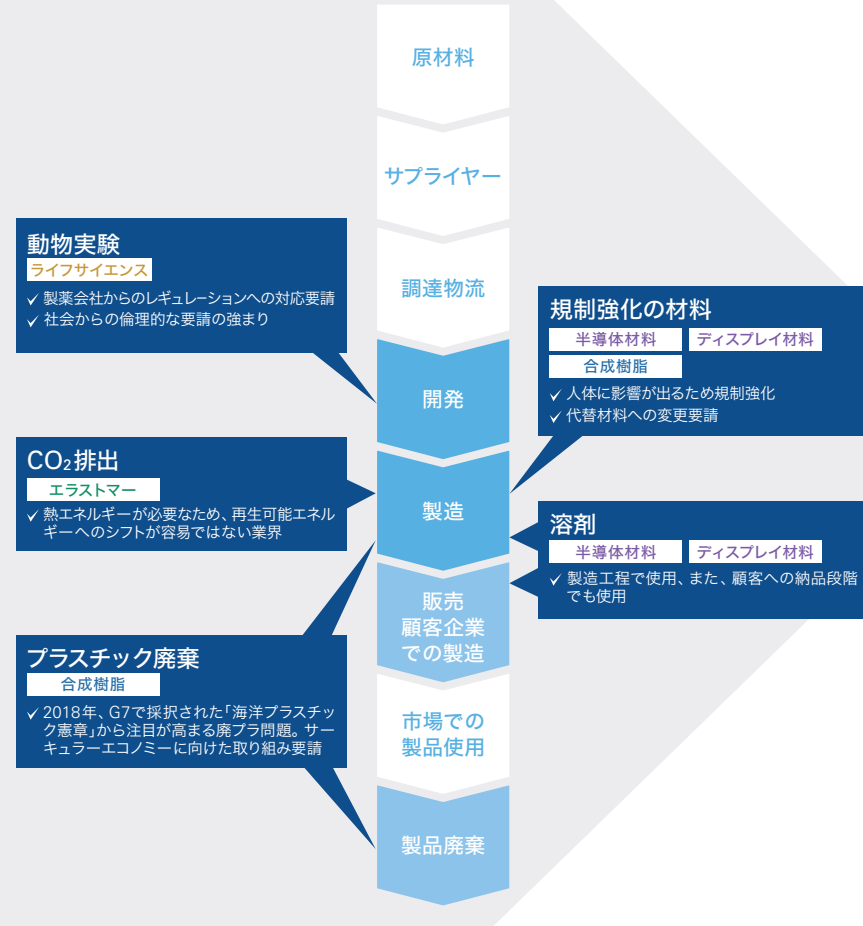 原材料
サプライヤー
調達物流
開発
製造
販売
顧客企業
での製造
市場での
製品使用
製品廃棄
動物実験
ライフサイエンス
✓ 製薬会社からのレギュレーションへの対応要請
✓ 社会からの倫理的な要請の強まり
CO₂排出
エラストマー
✓ 熱エネルギーが必要なため、再生可能エネル
ギーへのシフトが容易ではない業界
プラスチック廃棄
合成樹脂
✓ 2018年、G7で採択された「海洋プラスチッ
ク憲章」から注目が高まる廃プラ問題。サー
キュラーエコノミーに向けた取り組み要請
規制強化の材料
半導体材料 ディスプレイ材料
合成樹脂
✓ 人体に影響が出るため規制強化
✓ 代替材料への変更要請
溶剤
半導体材料 ディスプレイ材料
✓ 製造工程で使用、また、顧客への納品段階
でも使用